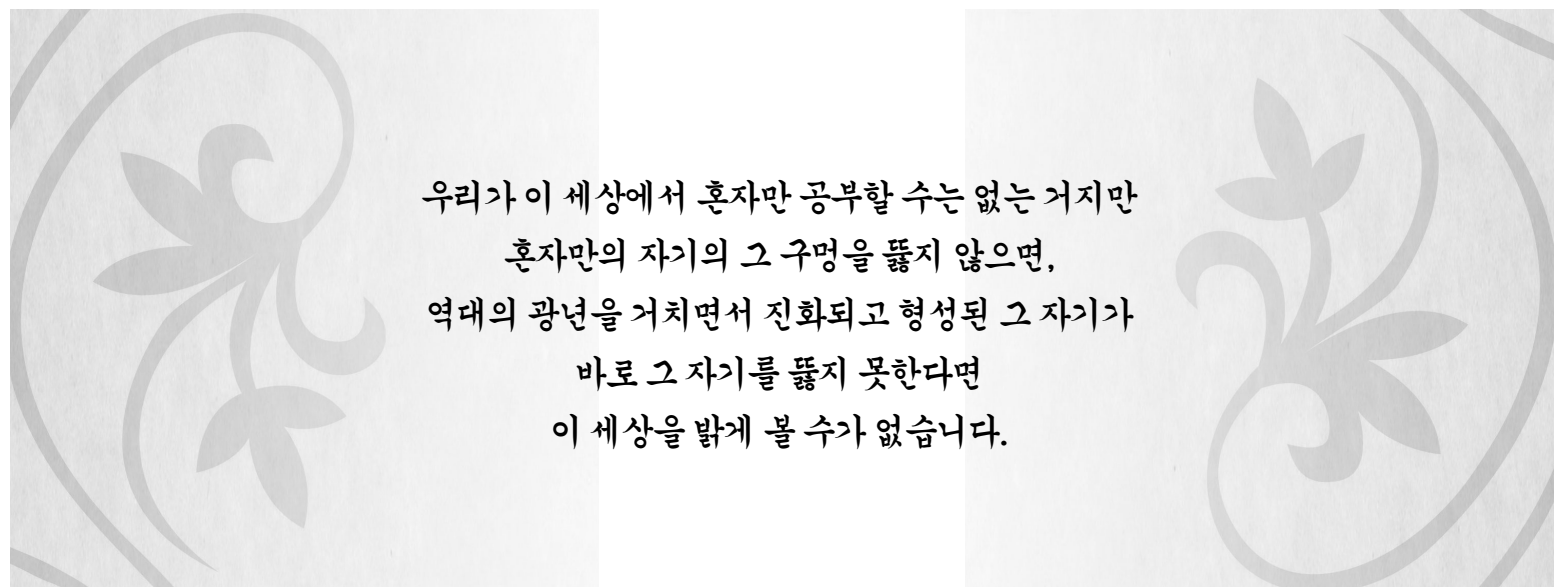 우리가 이 세상에서 혼자만 공부할 수는 없는 거지만
혼자만의 자기의 그 구멍을 뚫지 않으면,
역대의 광년을 거치면서 진화되고 형성된 그 자기가
바로 그 자기를 뚫지 못한다면
이 세상을 밝게 볼 수가 없습니다.